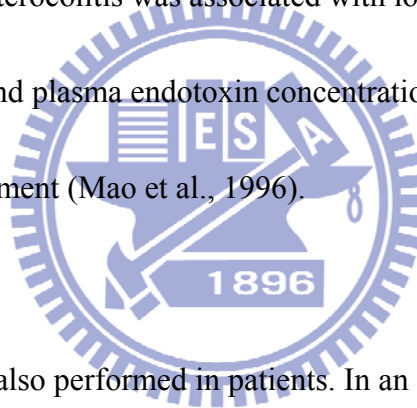 terocolitis was associated with lo
nd plasma endotoxin concentratio
ES
A
ment (Mao et al., 1996).
1896
also performed in patients. In an